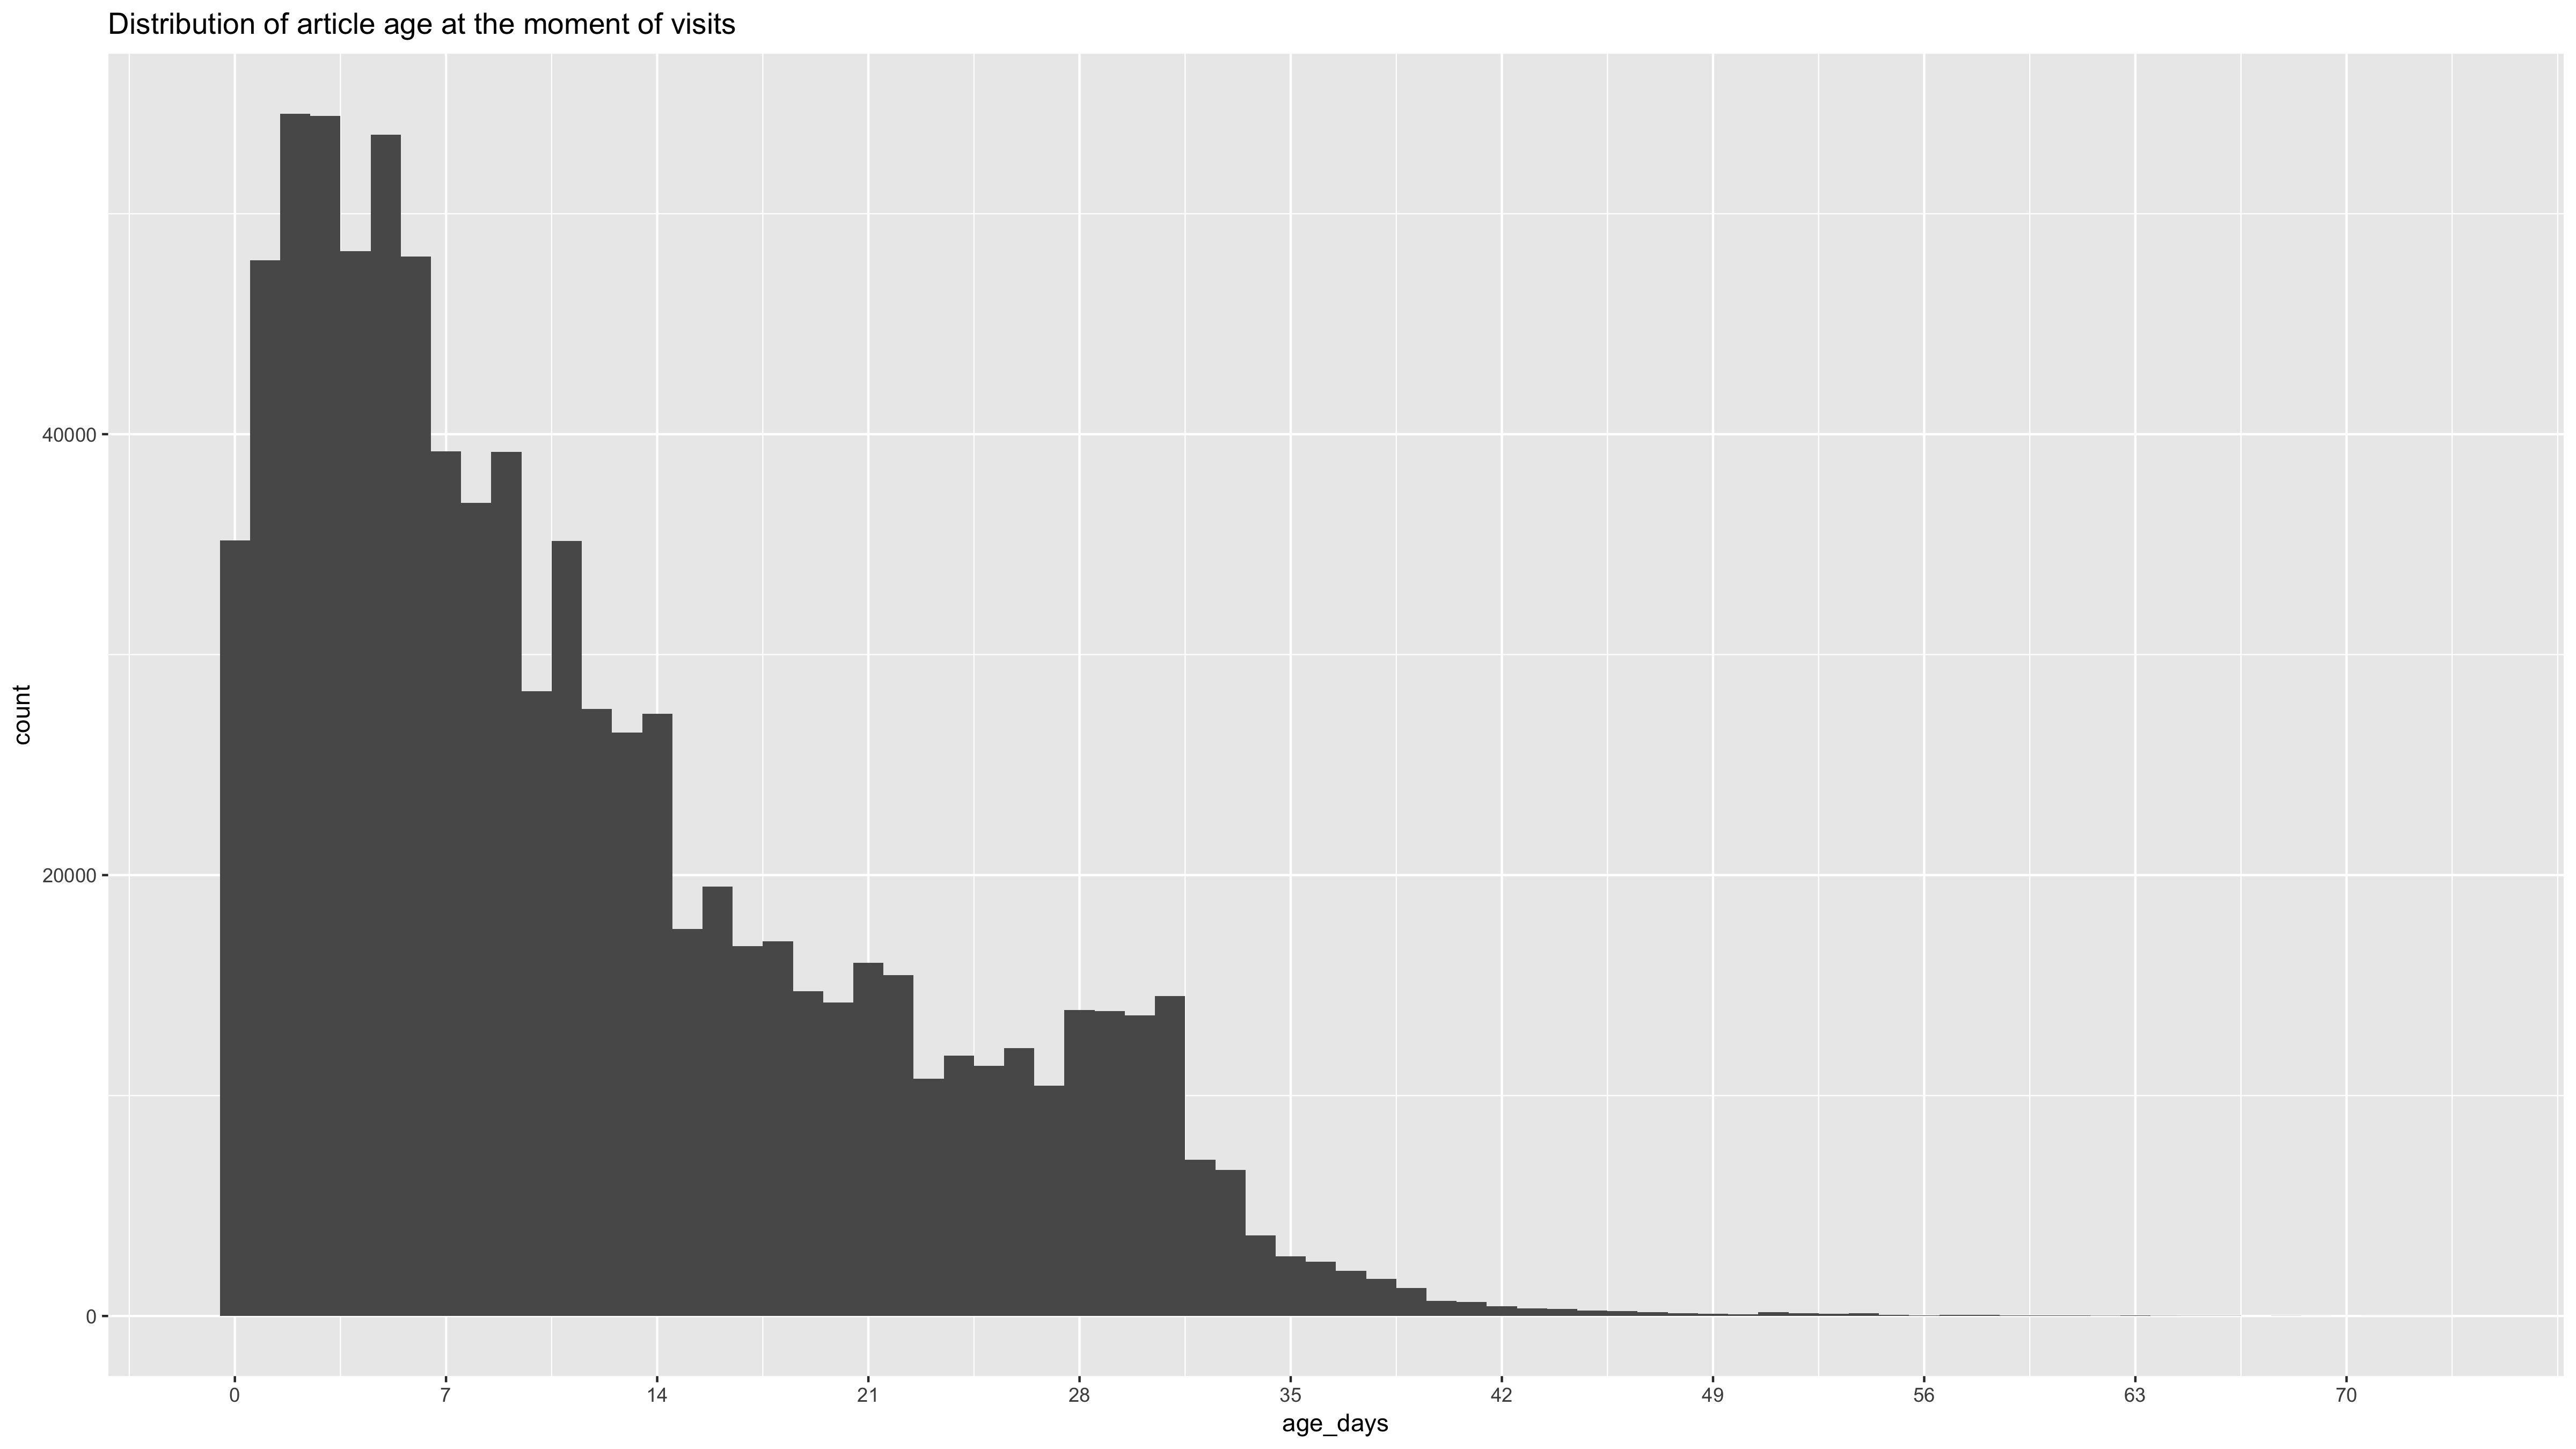 Distribution of article age at the moment of visits
count
40000
20000
0
0 7 14 21 28 35 42 49 56 63 70
age_days